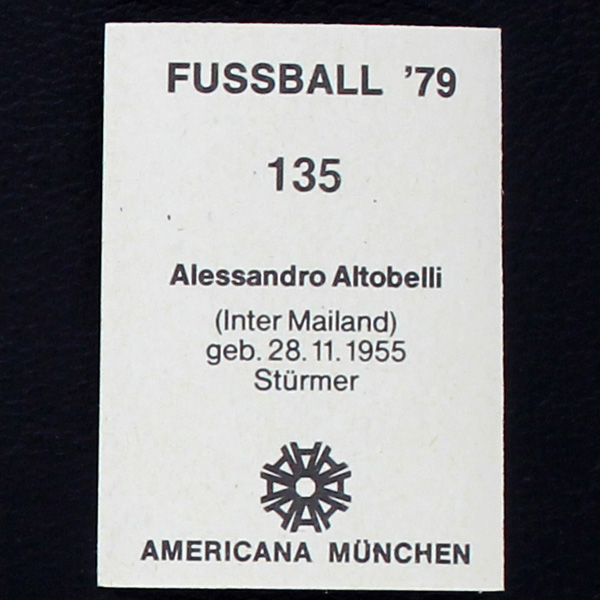 FUSSBALL '79
135
Alessandro Altobelli
(Inter Mailand)
geb. 28.11.1955
Stürmer
AMERICANA MÜNCHEN